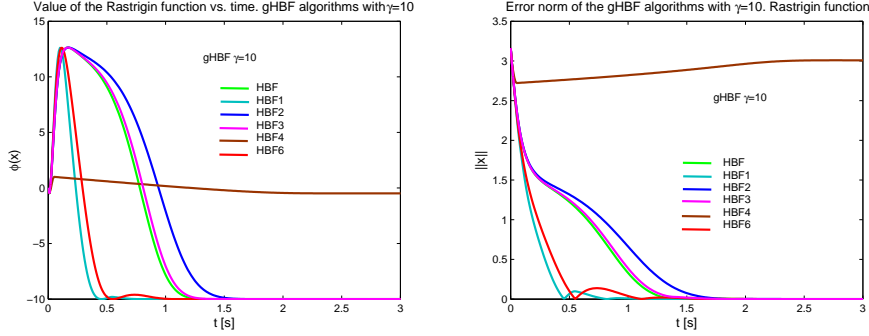 Value of the Rastrigin function vs. time. gHBF algorithms with γ=10
15
10
5
0
−5
−10
0
0.5
1
1.5
2
2.5
3
ϕ(x)
t [s]
gHBF γ=10
HBF
HBF1
HBF2
HBF3
HBF4
HBF6
Error norm of the gHBF algorithms with γ=10. Rastrigin function
3.5
3
2.5
2
1.5
1
0.5
0
0
0.5
1
1.5
2
2.5
3
||x||
t [s]
gHBF γ=10
HBF
HBF1
HBF2
HBF3
HBF4
HBF6